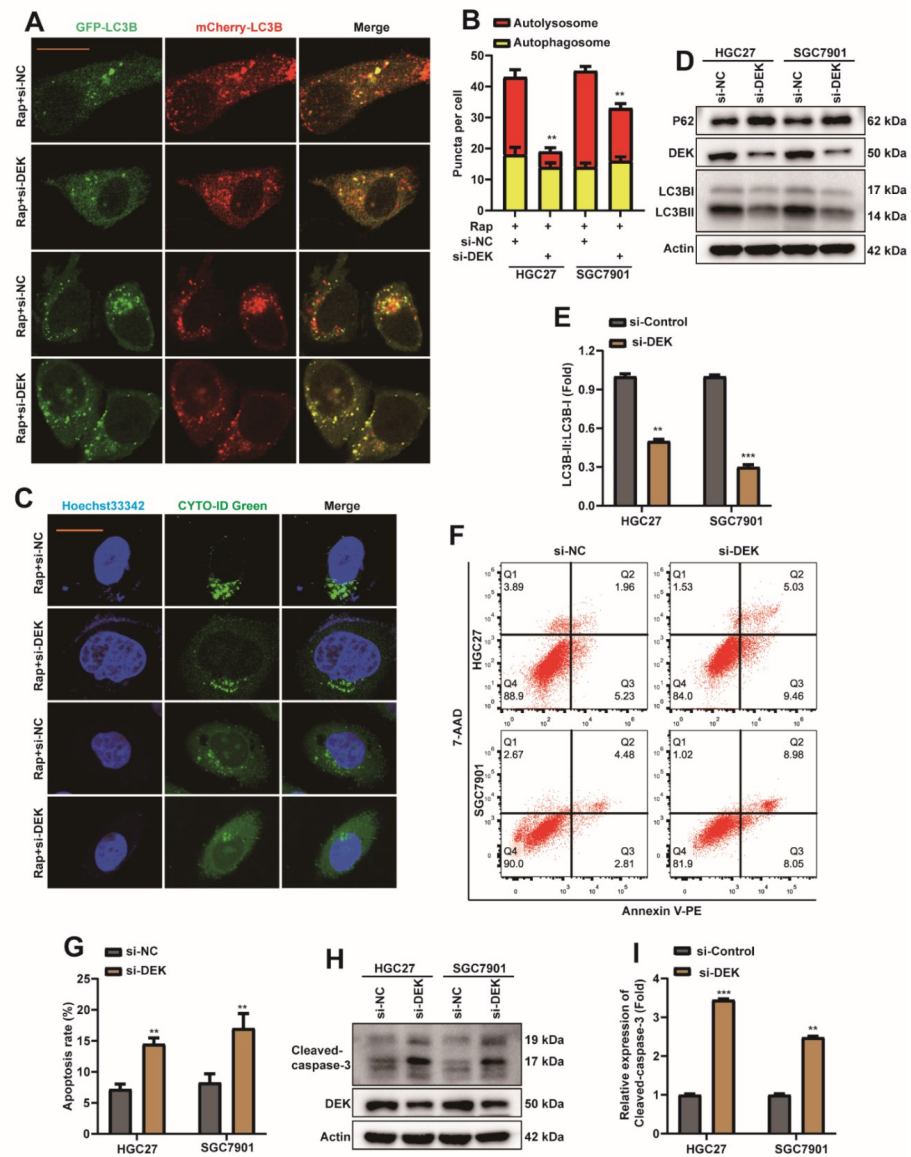 A
GFP-LC3B mCherry-LC3B Merge
Rap+si-NC
Rap+si-DEK
Rap+si-NC
Rap+si-DEK
B
Autolysosome
Autophagosome
Puncta per cell
50
40
30
20
10
0
**
**
Rap + + + +
si-NC + +
si-DEK + +
HGC27 SGC7901
D
HGC27 SGC7901
si-NC si-DEK si-NC si-DEK
P62 62 kDa
DEK 50 kDa
LC3BI 17 kDa
LC3BII 14 kDa
Actin 42 kDa
E
si-Control
si-DEK
LC3B-II:LC3B-I (Fold)
1.2
0.9
0.6
0.3
0.0
**
***
HGC27 SGC7901
C
Hoechst33342 CYTO-ID Green Merge
Rap+si-NC
Rap+si-DEK
Rap+si-NC
Rap+si-DEK
F
si-NC si-DEK
HGC27
Q1 Q2 Q1 Q2
3.89 1.96 1.53 5.03
Q4 Q3 Q4 Q3
88.9 5.23 84.0 9.46
7-AAD
SGC7901
Q1 Q2 Q1 Q2
2.67 4.48 1.02 8.98
Q4 Q3 Q4 Q3
90.0 2.81 81.9 8.05
Annexin V-PE
G
si-NC
si-DEK
Apoptosis rate (%)
25
20
15
10
5
0
**
**
HGC27 SGC7901
H
HGC27 SGC7901
si-NC si-DEK si-NC si-DEK
Cleaved-
caspase-3
19 kDa
17 kDa
DEK 50 kDa
Actin 42 kDa
I
si-Control
si-DEK
Relative expression of
Cleaved-caspase-3 (Fold)
4
3
2
1
0
***
**
HGC27 SGC7901